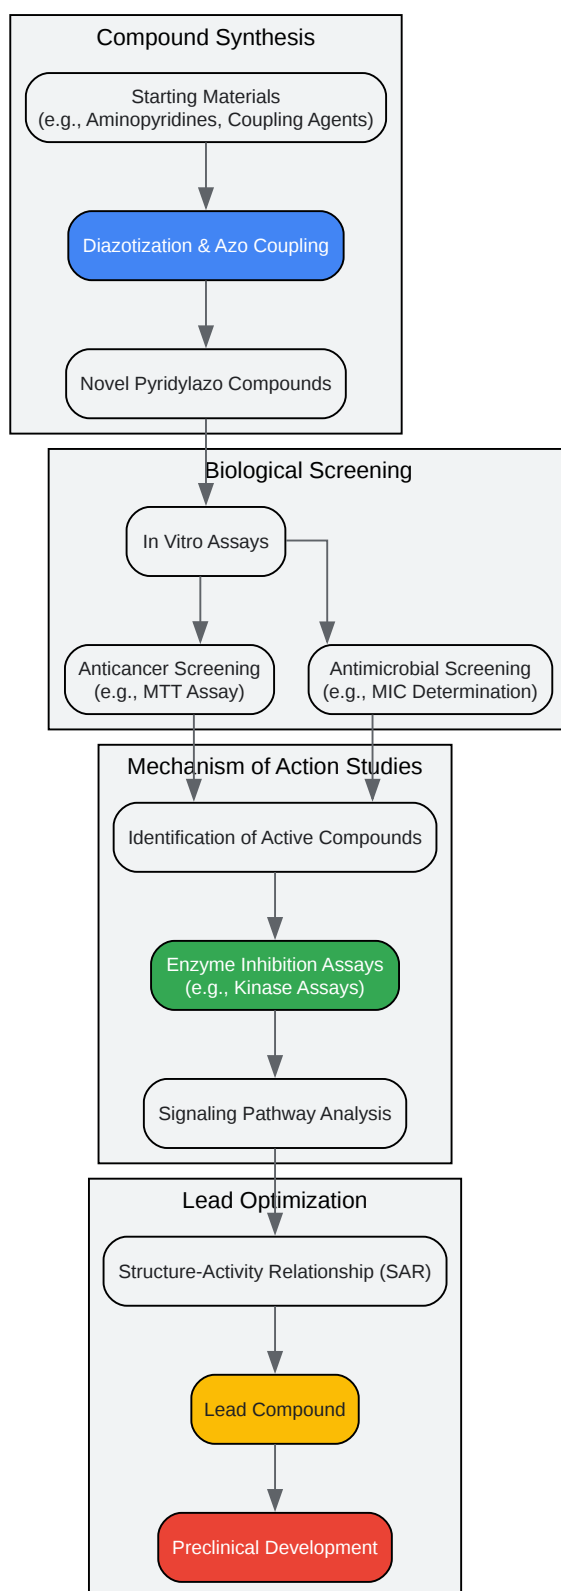 Compound Synthesis
Starting Materials
(e.g., Aminopyridines, Coupling Agents)
Diazotization & Azo Coupling
Novel Pyridylazo Compounds
Biological Screening
In Vitro Assays
Anticancer Screening
(e.g., MTT Assay)
Antimicrobial Screening
(e.g., MIC Determination)
Mechanism of Action Studies
Identification of Active Compounds
Enzyme Inhibition Assays
(e.g., Kinase Assays)
Signaling Pathway Analysis
Lead Optimization
Structure-Activity Relationship (SAR)
Lead Compound
Preclinical Development